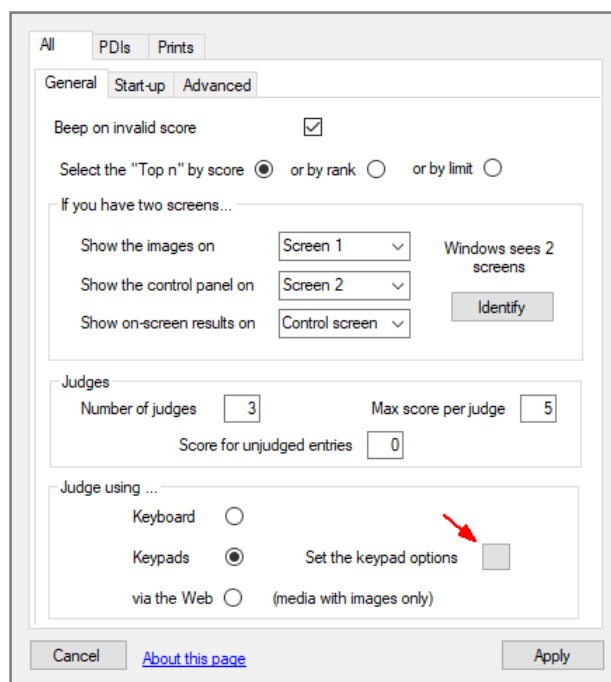 All PDIs Prints
General Start-up Advanced
Beep on invalid score
Select the "Top n" by score or by rank or by limit
If you have two screens...
Show the images on Screen 1 Windows sees 2
screens
Show the control panel on Screen 2
Identify
Show on-screen results on Control screen
Judges
Number of judges 3 Max score per judge 5
Score for unjudged entries 0
Judge using ...
Keyboard
Keypads Set the keypad options
via the Web (media with images only)
Cancel About this page Apply